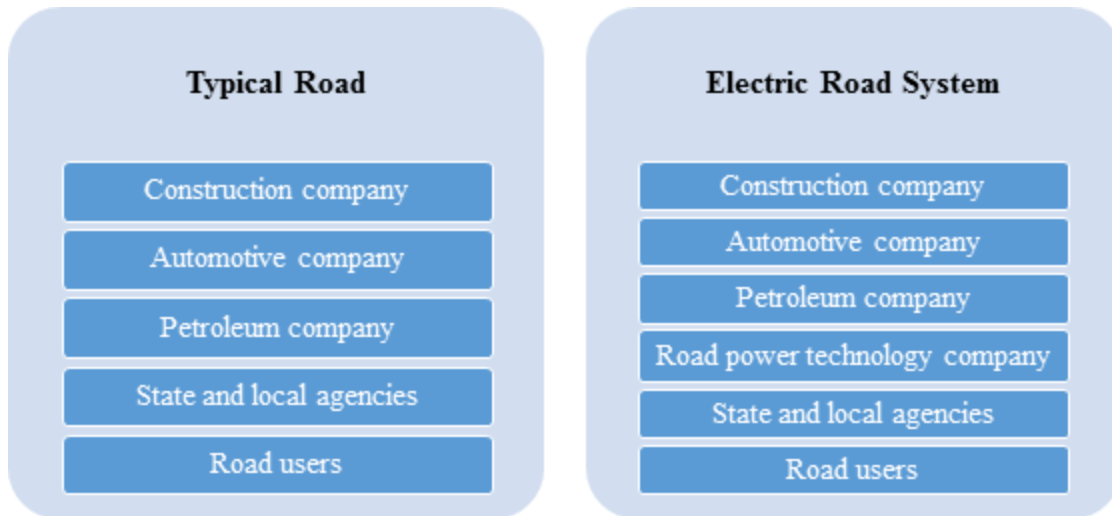 Typical Road
Construction company
Automotive company
Petroleum company
State and local agencies
Road users
Electric Road System
Construction company
Automotive company
Petroleum company
Road power technology company
State and local agencies
Road users